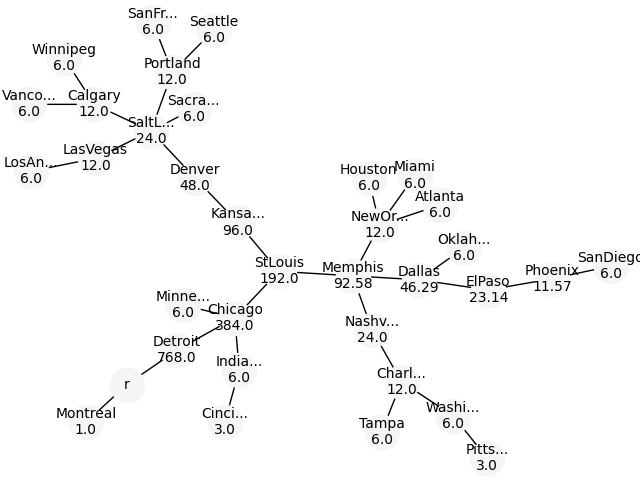 SanFr...
6.0
Seattle
6.0
Winnipeg
6.0
Portland
12.0
Vanco...
6.0
Calgary
12.0
Sacra...
6.0
SaltL...
24.0
LosAn...
6.0
LasVegas
12.0
Denver
48.0
Houston
6.0
Miami
6.0
Atlanta
6.0
Kansa...
96.0
NewOr...
12.0
Oklah...
6.0
StLouis
192.0
Memphis
92.58
Dallas
46.29
ElPaso
23.14
Phoenix
11.57
SanDiego
6.0
Minne...
6.0
Chicago
384.0
Nashv...
24.0
Detroit
768.0
India...
6.0
Charl...
12.0
r
Montreal
1.0
Cinci...
3.0
Tampa
6.0
Washi...
6.0
Pitts...
3.0